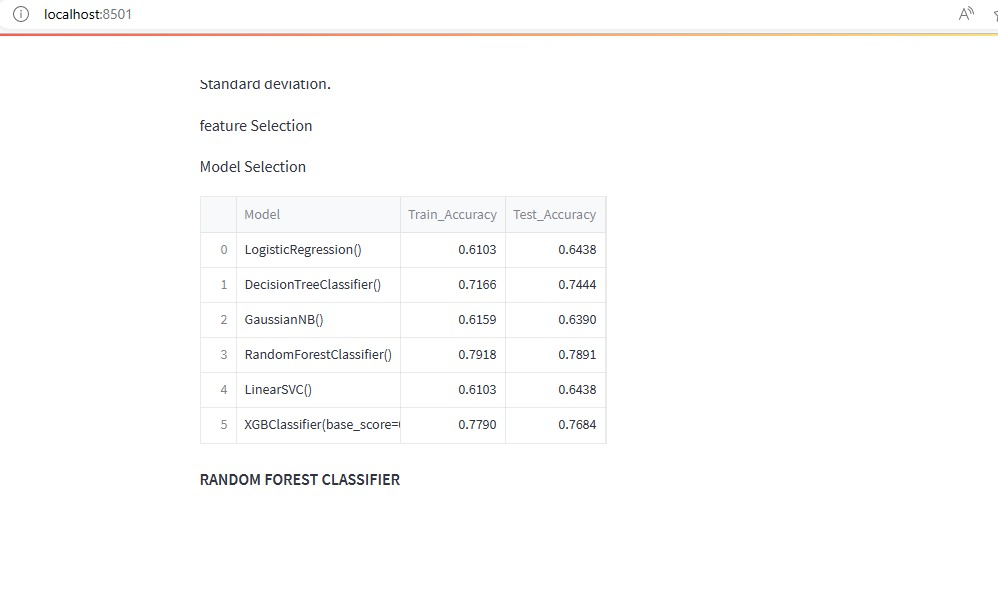 localhost:8501
Standard deviation.
feature Selection
Model Selection
Model Train_Accuracy Test_Accuracy
0 LogisticRegression() 0.6103 0.6438
1 DecisionTreeClassifier() 0.7166 0.7444
2 GaussianNB() 0.6159 0.6390
3 RandomForestClassifier() 0.7918 0.7891
4 LinearSVC() 0.6103 0.6438
5 XGBClassifier(base_score= 0.7790 0.7684
RANDOM FOREST CLASSIFIER